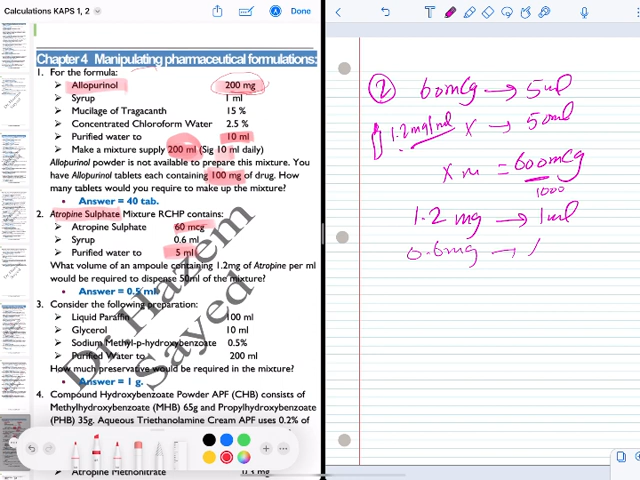 Calculations KAPS 1, 2
Done
Chapter 4 Manipulating pharmaceutical formulations:
1. For the formula:
➢ Allopurinol 200 mg
➢ Syrup 1 ml
➢ Mucilage of Tragacanth 15 %
➢ Concentrated Chloroform Water 2.5 %
➢ Purified water to 10 ml
➢ Make a mixture supply 200 ml (Sig 10 ml daily)
Allopurinol powder is not available to prepare this mixture. You
have Allopurinol tablets each containing 100 mg of drug. How
many tablets would you require to make up the mixture?
• Answer = 40 tab.
2. Atropine Sulphate Mixture RCHP contains:
➢ Atropine Sulphate 60 mcg
➢ Syrup 0.6 ml
➢ Purified water to 5 ml
What volume of an ampoule containing 1.2mg of Atropine per ml
would be required to dispense 50ml of the mixture?
• Answer = 0.5 ml
3. Consider the following preparation:
➢ Liquid Paraffin 100 ml
➢ Glycerol 10 ml
➢ Sodium Methyl-p-hydroxybenzoate 0.5%
➢ Purified Water to 200 ml
How much preservative would be required in the mixture?
• Answer = 1 g.
4. Compound Hydroxybenzoate Powder APF (CHB) consists of
Methylhydroxybenzoate (MHB) 65g and Propylhydroxybenzoate
(PHB) 35g. Aqueous Triethanolamine Cream APF uses 0.2% of
Atropine Methonitrate 0.3 mg
Dr Hazem
Sayed
② 60mcg → 5ml
1.2mg/ml x → 50ml
= 600mcg
1000
1.2 mg → 1ml
0.6mg →